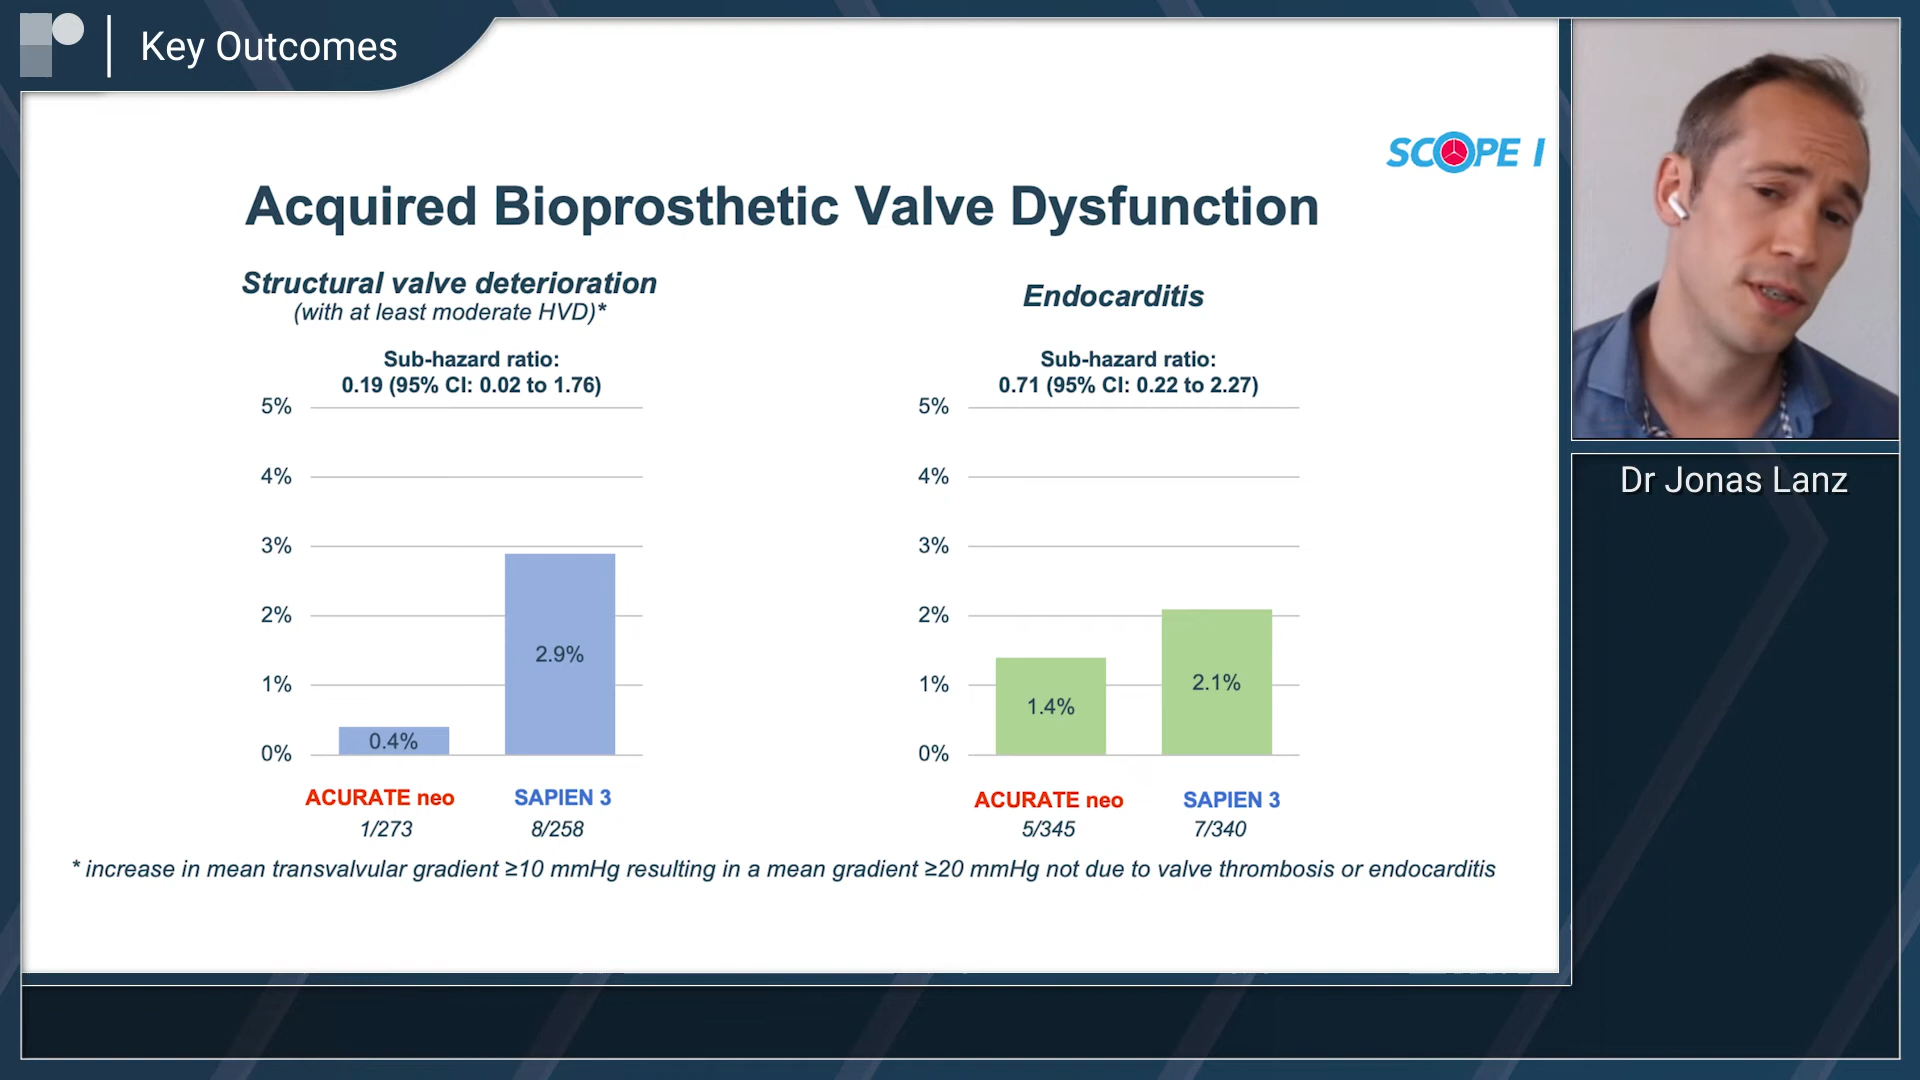 Key Outcomes
SCOPE I
Acquired Bioprosthetic Valve Dysfunction
Structural valve deterioration
(with at least moderate HVD)*
Sub-hazard ratio:
0.19 (95% CI: 0.02 to 1.76)
5%
4%
3%
2%
1%
0%
2.9%
0.4%
ACURATE neo
SAPIEN 3
1/273
8/258
Endocarditis
Sub-hazard ratio:
0.71 (95% CI: 0.22 to 2.27)
5%
4%
3%
2%
1%
0%
1.4%
2.1%
ACURATE neo
SAPIEN 3
5/345
7/340
* increase in mean transvalvular gradient ≥10 mmHg resulting in a mean gradient ≥20 mmHg not due to valve thrombosis or endocarditis
Dr Jonas Lanz